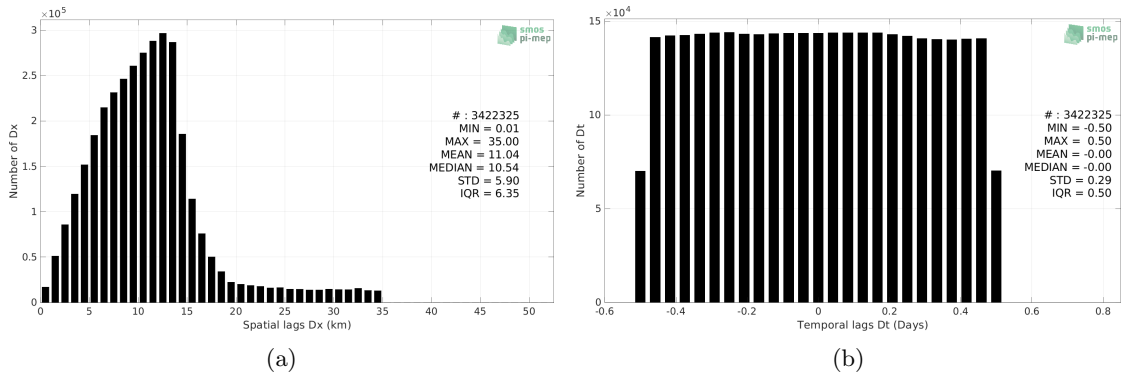 ×10⁵
3
2.5
2
1.5
1
0.5
0
Number of Dx
smos
pi-mep
# : 3422325
MIN = 0.01
MAX = 35.00
MEAN = 11.04
MEDIAN = 10.54
STD = 5.90
IQR = 6.35
0 5 10 15 20 25 30 35 40 45 50
Spatial lags Dx (km)
(a)
×10⁴
15
10
5
0
Number of Dt
smos
pi-mep
# : 3422325
MIN = -0.50
MAX = 0.50
MEAN = -0.00
MEDIAN = -0.00
STD = 0.29
IQR = 0.50
-0.6 -0.4 -0.2 0 0.2 0.4 0.6 0.8
Temporal lags Dt (Days)
(b)